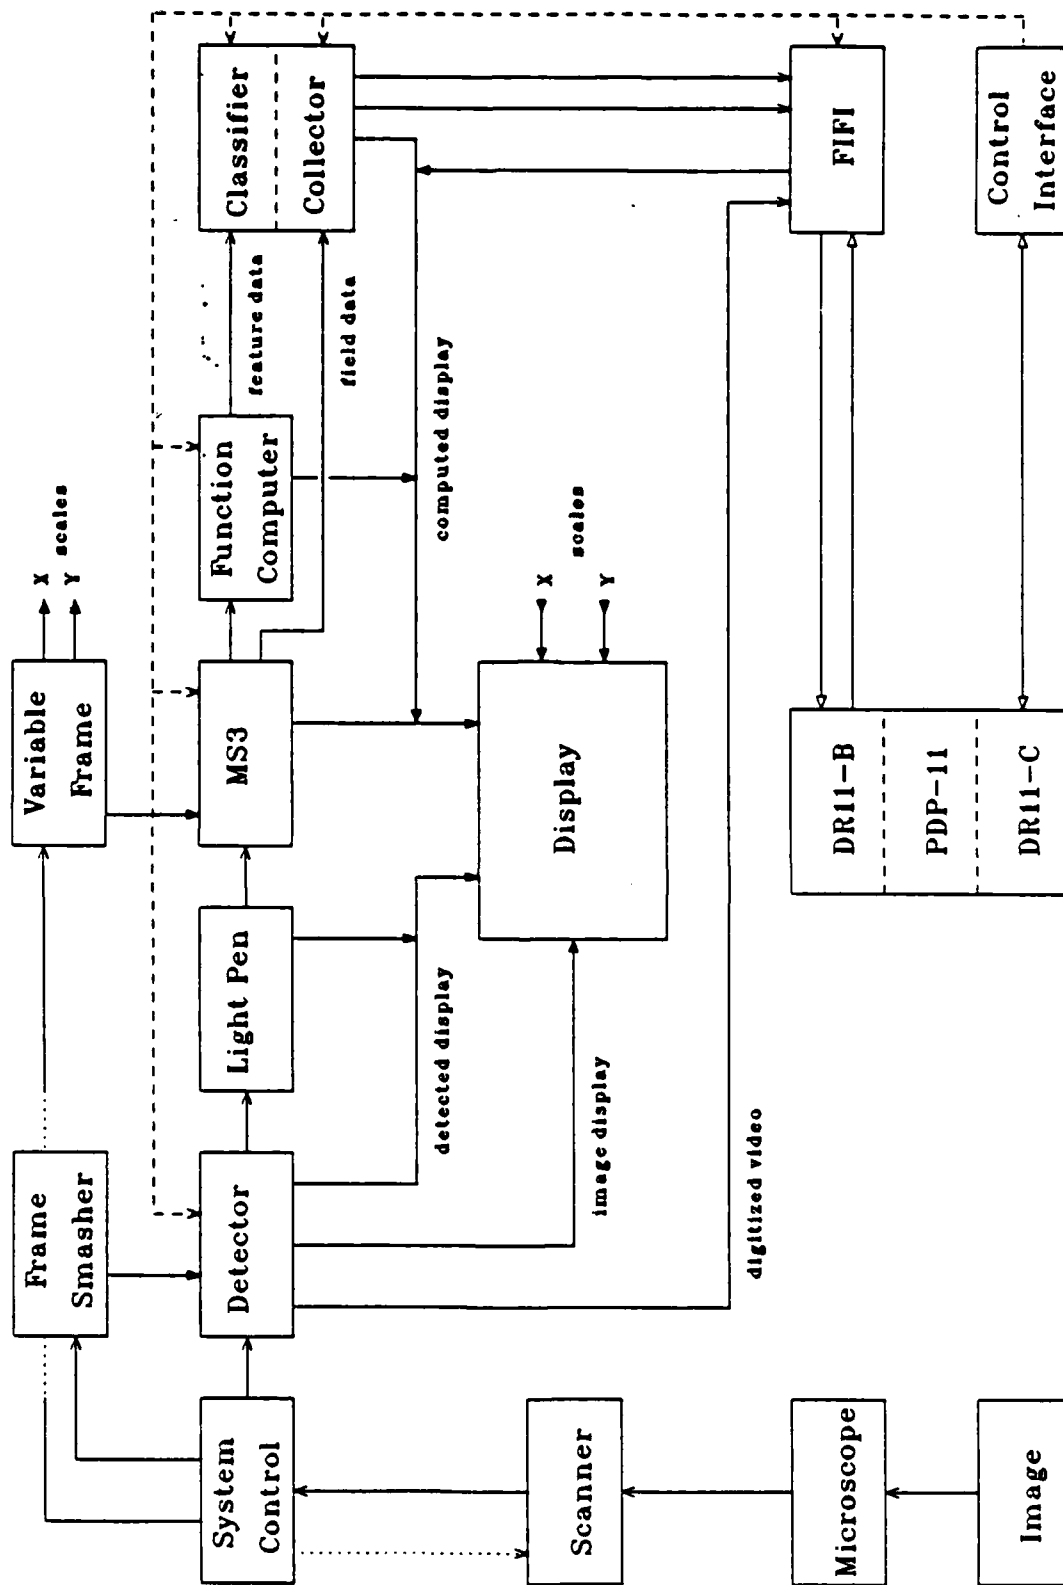 Frame
Smasher
Variable
Frame
X
Y
scales
System
Control
Detector
Light Pen
MS3
Function
Computer
feature data
field data
Classifier
Collector
detected display
computed display
image display
Scanner
Display
X
Y
scales
digitized video
Microscope
Image
DR11-B
PDP-11
DR11-C
FIFI
Control
Interface